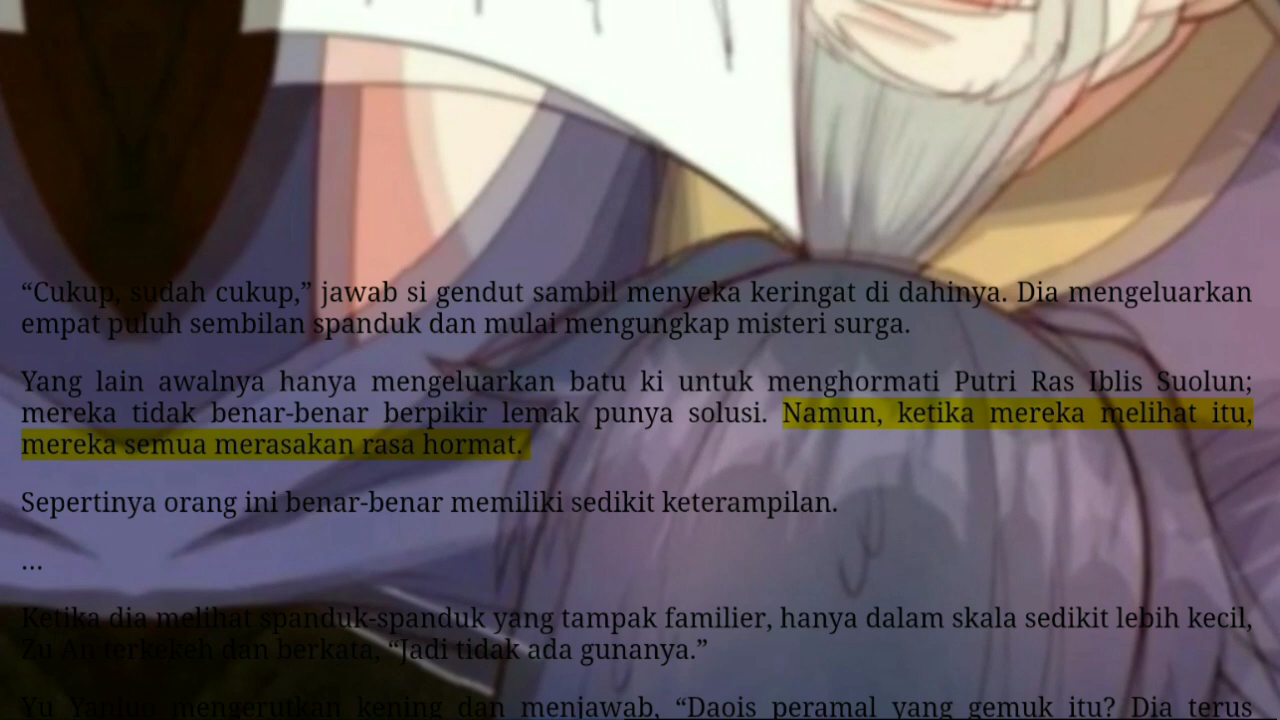 “Cukup, sudah cukup,” jawab si gendut sambil menyeka keringat di dahinya. Dia mengeluarkan
empat puluh sembilan spanduk dan mulai mengungkap misteri surga.
Yang lain awalnya hanya mengeluarkan batu ki untuk menghormati Putri Ras Iblis Suolun;
mereka tidak benar-benar berpikir lemak punya solusi. Namun, ketika mereka melihat itu,
mereka semua merasakan rasa hormat.
Sepertinya orang ini benar-benar memiliki sedikit keterampilan.
...
Ketika dia melihat spanduk-spanduk yang tampak familier, hanya dalam skala sedikit lebih kecil,
Zu An terkekeh dan berkata, “Jadi tidak ada gunanya.”
Yu Yanluo mengerutkan kening dan menjawab, “Daois peramal yang gemuk itu? Dia terus